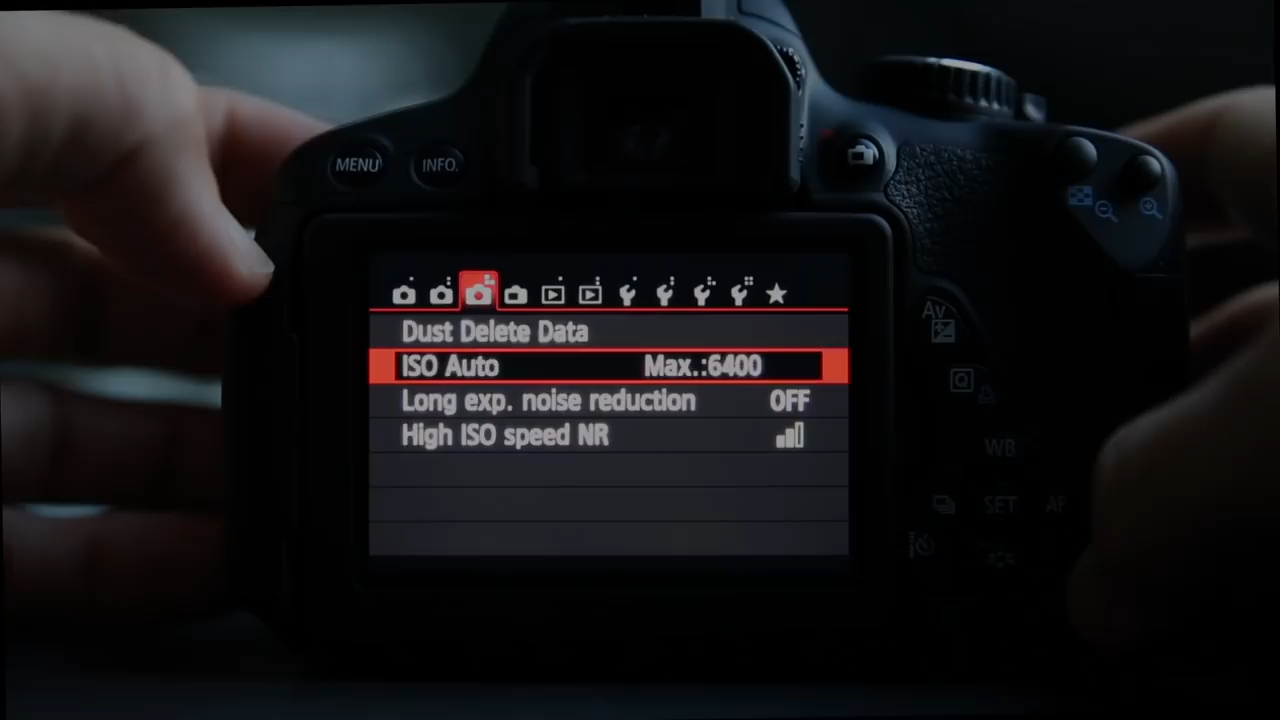 MENU INFO.
Dust Delete Data
ISO Auto Max.:6400
Long exp. noise reduction OFF
High ISO speed NR
Av
Q
WB
SET AF